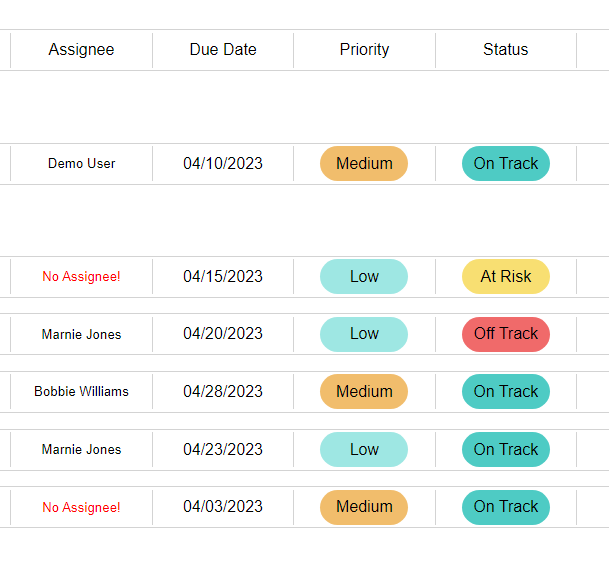 Assignee Due Date Priority Status
Demo User 04/10/2023 Medium On Track
No Assignee! 04/15/2023 Low At Risk
Marnie Jones 04/20/2023 Low Off Track
Bobbie Williams 04/28/2023 Medium On Track
Marnie Jones 04/23/2023 Low On Track
No Assignee! 04/03/2023 Medium On Track